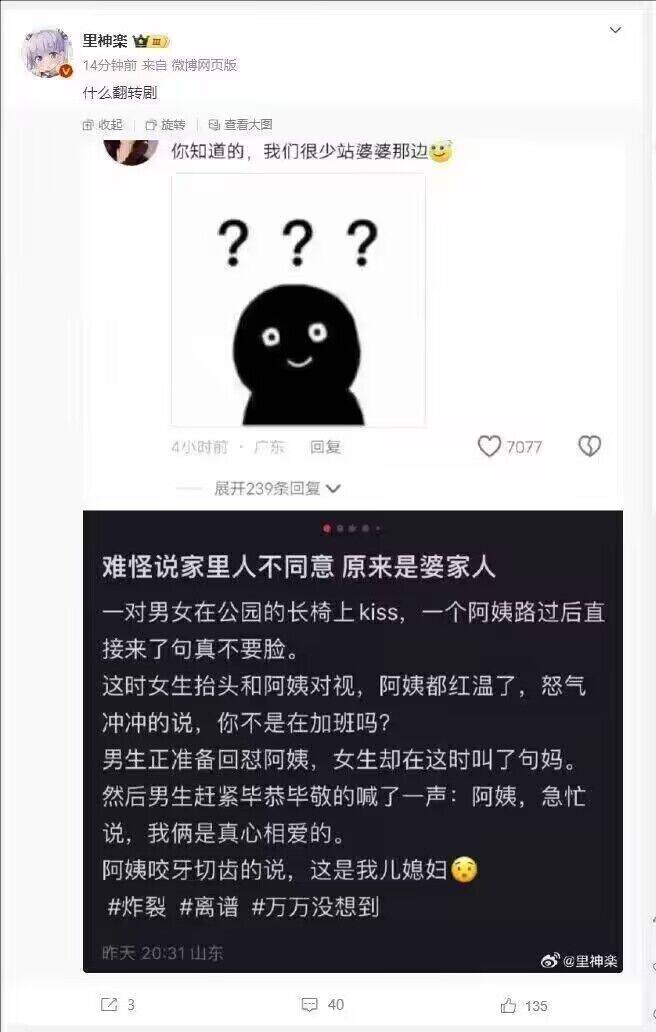 里神楽
14分钟前 来自 微博网页版
什么翻转剧
收起 旋转 查看大图
你知道的，我们很少站婆婆那边😇
? ? ?
4小时前 · 广东 回复 7077
展开239条回复
难怪说家里人不同意 原来是婆家人
一对男女在公园的长椅上kiss，一个阿姨路过后直
接来了句真不要脸。
这时女生抬头和阿姨对视，阿姨都红温了，怒气
冲冲的说，你不是在加班吗?
男生正准备回怼阿姨，女生却在这时叫了句妈。
然后男生赶紧毕恭毕敬的喊了一声：阿姨，急忙
说，我俩是真心相爱的。
阿姨咬牙切齿的说，这是我儿媳妇😯
#炸裂 #离谱 #万万没想到
昨天 20:31 山东
@里神楽
3 40 135